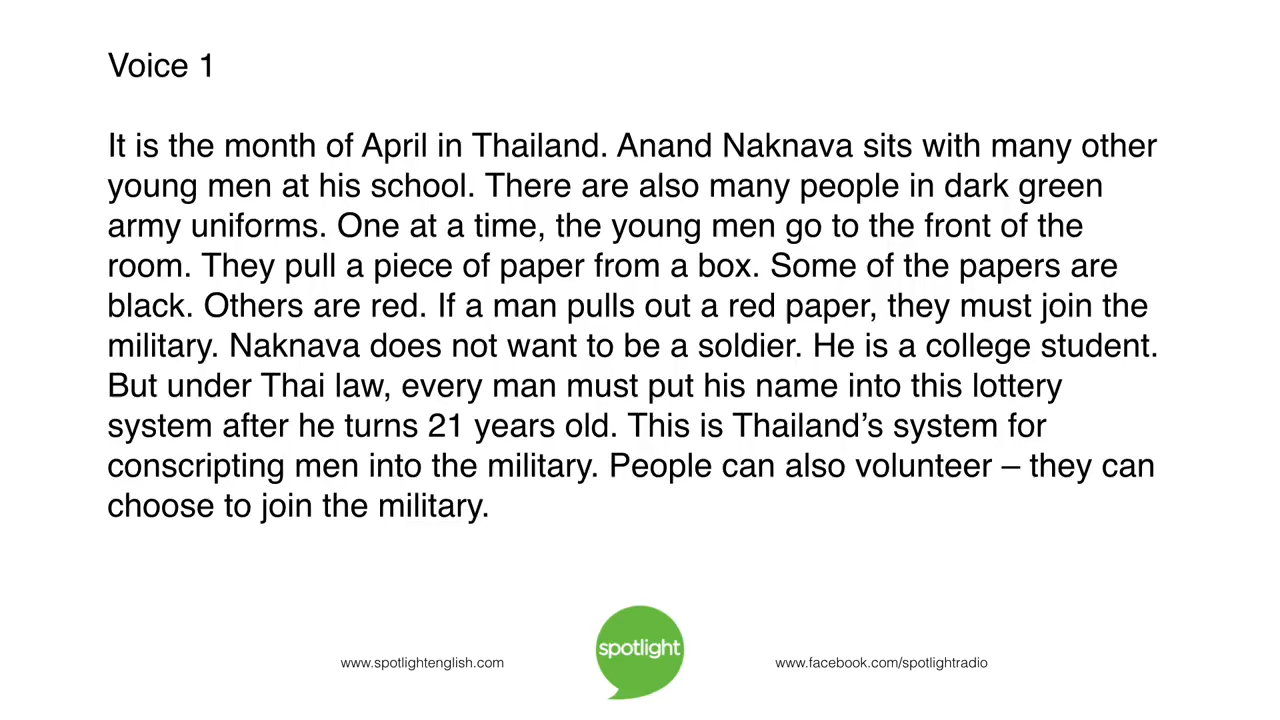 Voice 1
It is the month of April in Thailand. Anand Naknava sits with many other
young men at his school. There are also many people in dark green
army uniforms. One at a time, the young men go to the front of the
room. They pull a piece of paper from a box. Some of the papers are
black. Others are red. If a man pulls out a red paper, they must join the
military. Naknava does not want to be a soldier. He is a college student.
But under Thai law, every man must put his name into this lottery
system after he turns 21 years old. This is Thailand’s system for
conscripting men into the military. People can also volunteer – they can
choose to join the military.
spotlight
www.spotlightenglish.com
www.facebook.com/spotlightradio